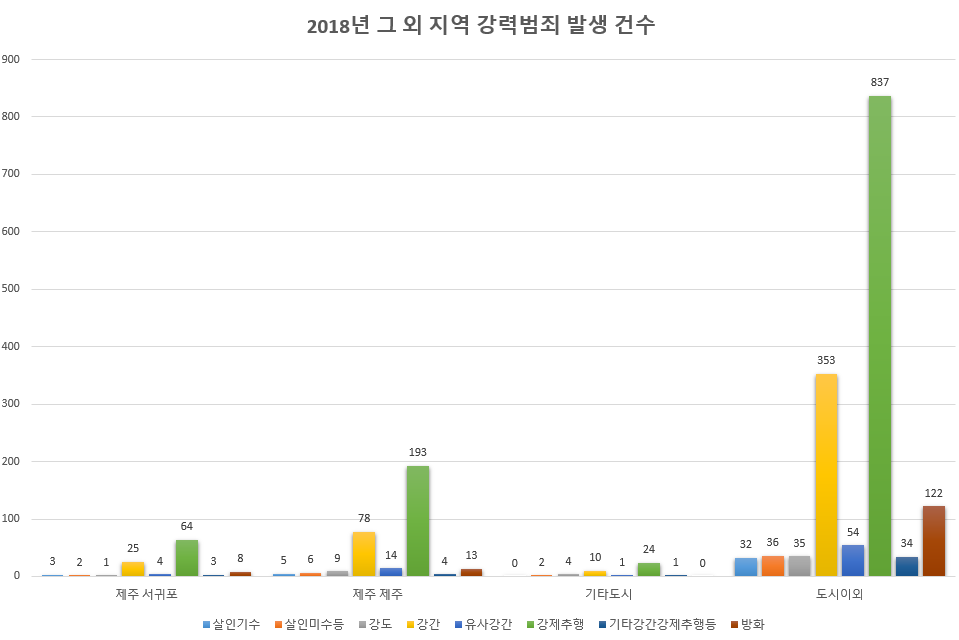 2018년 그 외 지역 강력범죄 발생 건수
900
800
700
600
500
400
300
200
100
0
3 2 1 25 4 64 3 8
5 6 9 78 14 193 4 13
0 2 4 10 1 24 1 0
32 36 35 353 54 837 34 122
제주 서귀포 제주 제주 기타도시 도시이외
살인기수 살인미수등 강도 강간 유사강간 강제추행 기타강간강제추행등 방화